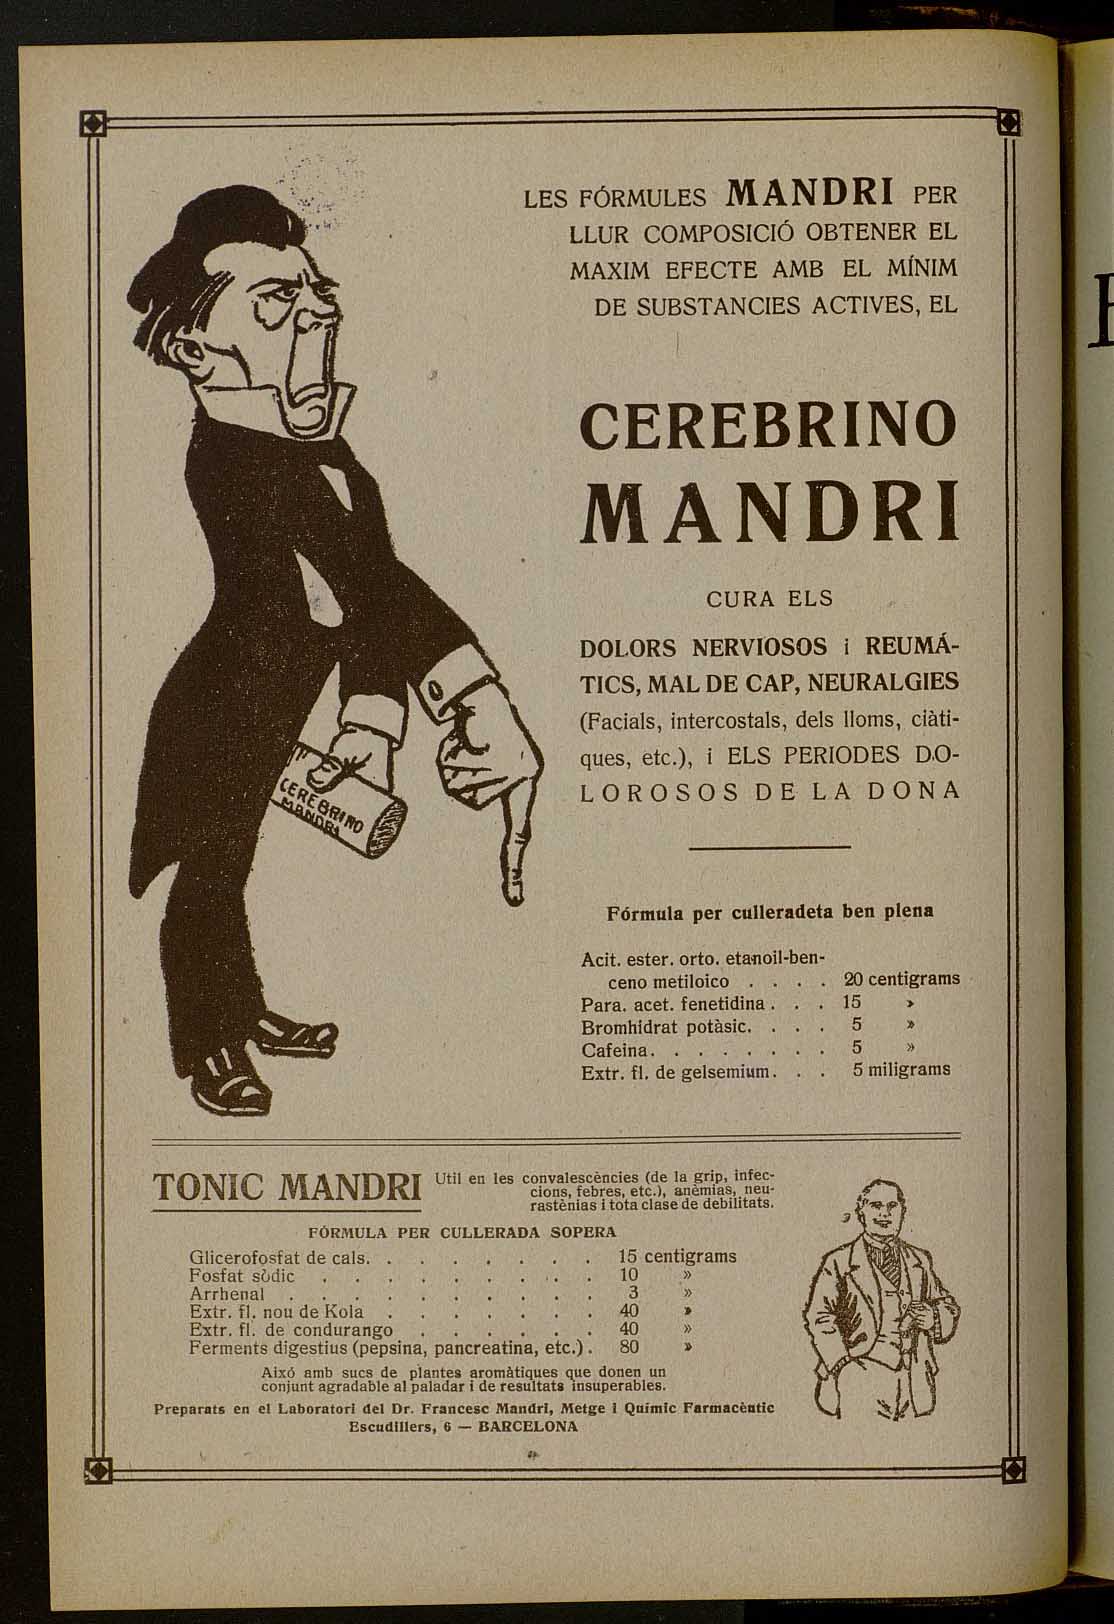 LES FÓRMULES MANDRI PER
LLUR COMPOSICIÓ OBTENER EL
MAXIM EFECTE AMB EL MÍNIM
DE SUBSTANCIES ACTIVES, EL
CEREBRINO
MANDRI
CURA ELS
DOLORS NERVIOSOS i REUMÁ-
TICS, MAL DE CAP, NEURALGIES
(Facials, intercostals, dels lloms, ciàti-
ques, etc.), i ELS PERIODES DO-
LOROSOS DE LA DONA
CEREBRINO
MANDRI
Fórmula per culleradeta ben plena
Acit. ester. orto. etanoil-ben-
ceno metiloico . . . . 20 centigrams
Para. acet. fenetidina . . . 15 »
Bromhidrat potàsic. . . . 5 »
Cafeina. . . . . . . . 5 »
Extr. fl. de gelsemium. . . 5 miligrams
TONIC MANDRI Util en les convalescències (de la grip, infec-
cions, febres, etc.), anèmias, neu-
rastènias i tota clase de debilitats.
FÓRMULA PER CULLERADA SOPERA
Glicerofosfat de cals. . . . . . . . 15 centigrams
Fosfat sòdic . . . . . . . . . 10 »
Arrhenal . . . . . . . . . . 3 »
Extr. fl. nou de Kola . . . . . . . 40 »
Extr. fl. de condurango . . . . . . 40 »
Ferments digestius (pepsina, pancreatina, etc.) . 80 »
Aixó amb sucs de plantes aromàtiques que donen un
conjunt agradable al paladar i de resultats insuperables.
Preparats en el Laboratori del Dr. Francesc Mandri, Metge i Químic Farmacèutic
Escudillers, 6 — BARCELONA